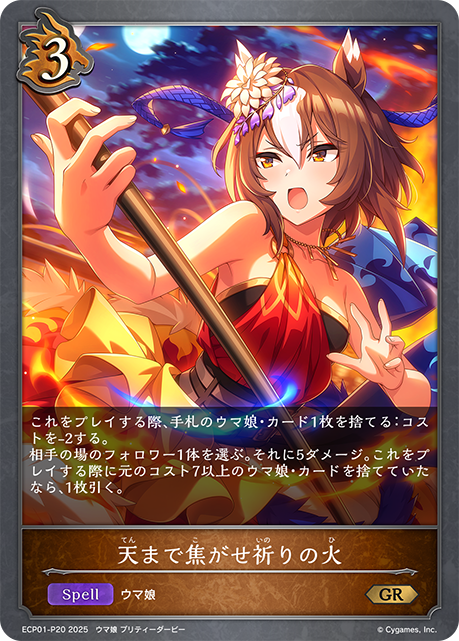 3
これをプレイする際、手札のウマ娘・カード1枚を捨てる：コス
トを-2する。
相手の場のフォロワー1体を選ぶ。それに5ダメージ。これをプ
レイする際に元のコスト7以上のウマ娘・カードを捨てていた
なら、1枚引く。
てん こ いの ひ
天まで焦がせ祈りの火
Spell ウマ娘 GR
ECP01-P20 2025 ウマ娘 プリティーダービー © Cygames, Inc.